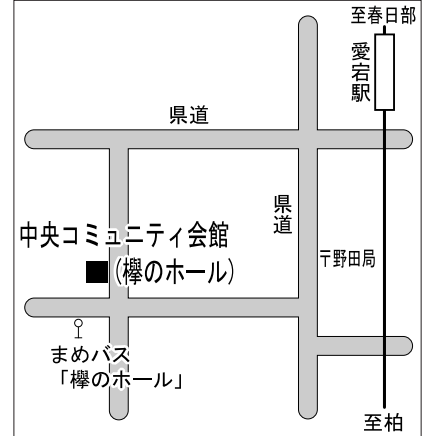 至春日部
愛宕駅
県道
県道
中央コミュニティ会館
(欅のホール)
〒野田局
まめバス
「欅のホール」
至柏